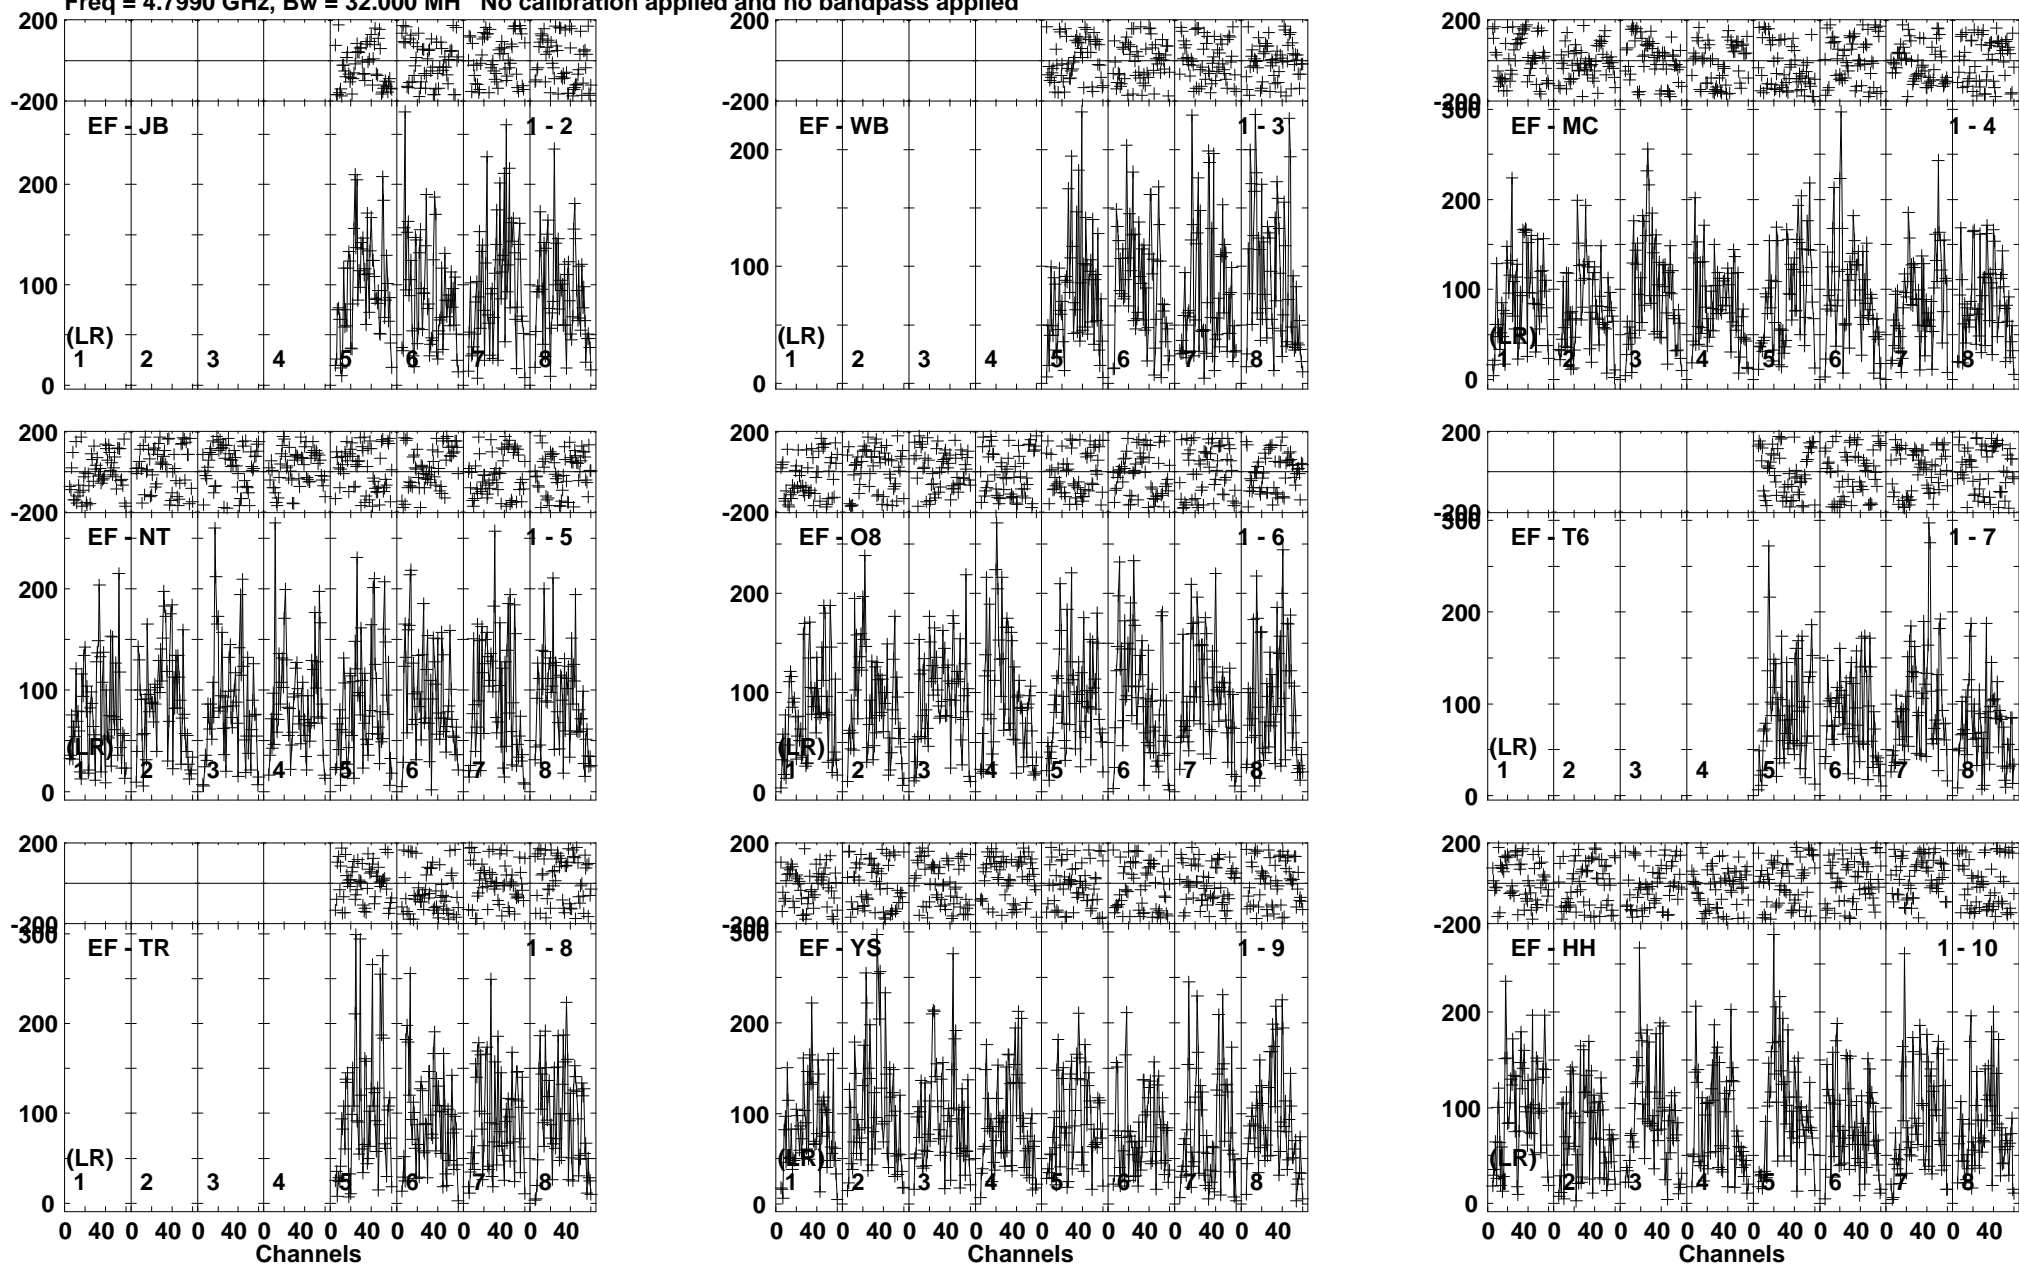 Freq = 4.7990 GHz, Bw = 32.000 MH No calibration applied and no bandpass applied
200 200 200
-200 -200
EF - JB 1 - 2 EF - WB 1 - 3 300 EF - MC 1 - 4
200 200 200
100 100 100
(LR) (LR) (LR)
1 2 3 4 5 6 7 8 1 2 3 4 5 6 7 8 1 2 3 4 5 6 7 8
0 0 0
200 200 200
-200 -200
EF - NT 1 - 5 EF - O8 1 - 6 300 EF - T6 1 - 7
200 200 200
100 100 100
(LR) (LR) (LR)
1 2 3 4 5 6 7 8 1 2 3 4 5 6 7 8 1 2 3 4 5 6 7 8
0 0 0
200 200 200
-200
EF - TR 1 - 8 EF - YS 1 - 9 EF - HH 1 - 10
300 300
200 200 200
100 100 100
(LR) (LR) (LR)
1 2 3 4 5 6 7 8 1 2 3 4 5 6 7 8 1 2 3 4 5 6 7 8
0 0 0
0 40 0 40 0 40 0 40 0 40 0 40 0 40 0 40 0 40 0 40 0 40 0 40 0 40 0 40 0 40 0 40 0 40 0 40 0 40 0 40 0 40 0 40 0 40 0 40
Channels Channels Channels